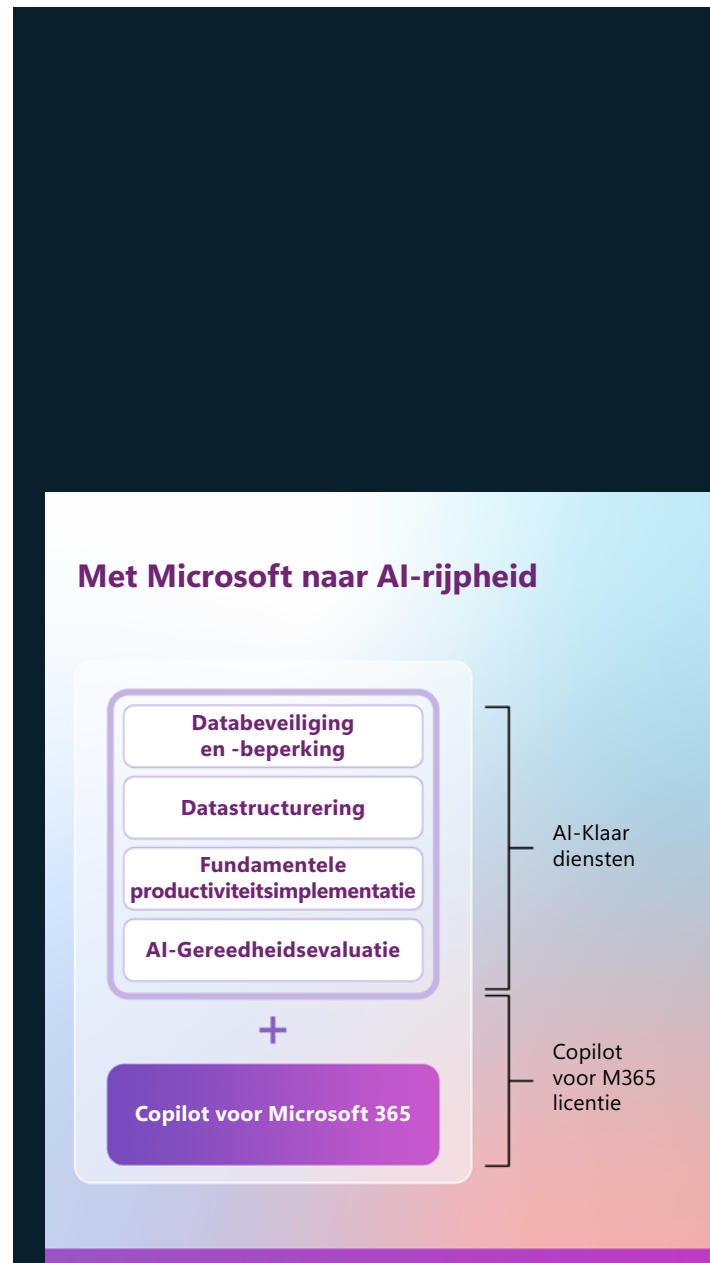 Met Microsoft naar AI-rijpheid
Databeveiliging
en -beperking
Datastructurering
Fundamentele
productiviteitsimplementatie
AI-Gereedheidsevaluatie
AI-Klaar
diensten
+
Copilot voor Microsoft 365
Copilot
voor M365
licentie